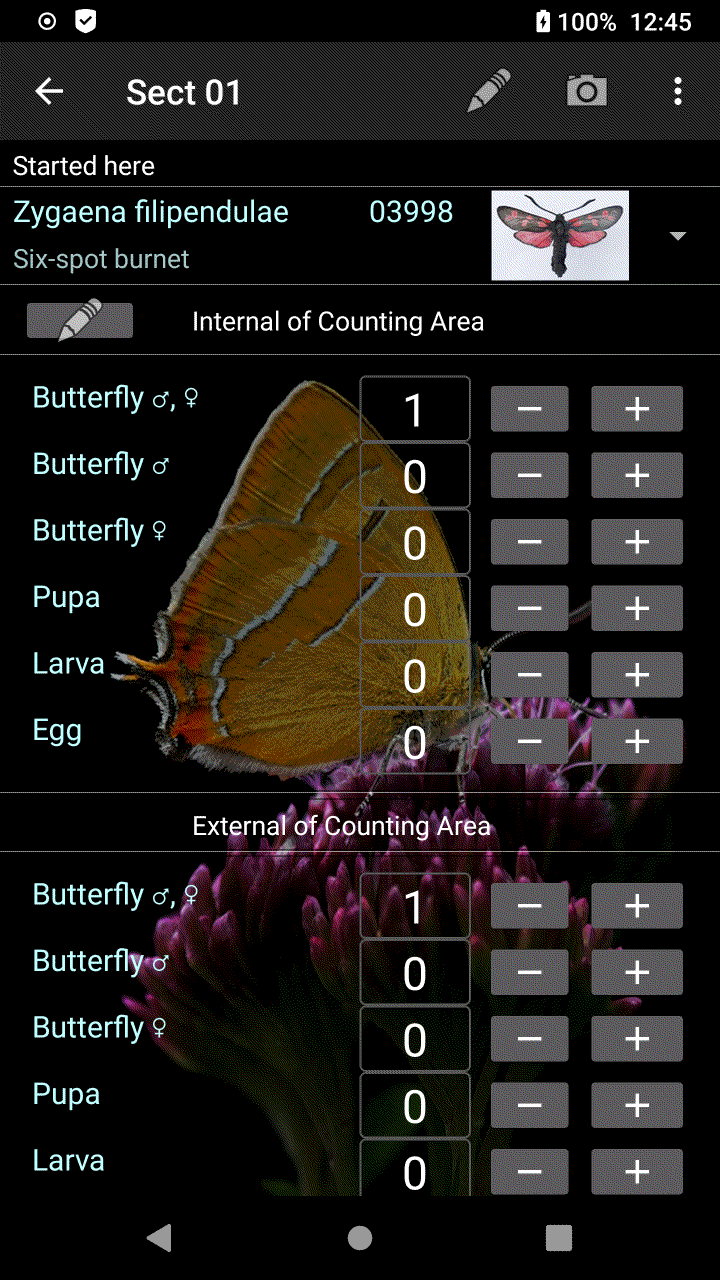 100% 12:45
Sect 01
Started here
Zygaena filipendulae 03998
Six-spot burnet
Internal of Counting Area
Butterfly ♂, ♀ 1 − +
Butterfly ♂ 0 − +
Butterfly ♀ 0 − +
Pupa 0 − +
Larva 0 − +
Egg 0 − +
External of Counting Area
Butterfly ♂, ♀ 1 − +
Butterfly ♂ 0 − +
Butterfly ♀ 0 − +
Pupa 0 − +
Larva 0 − +